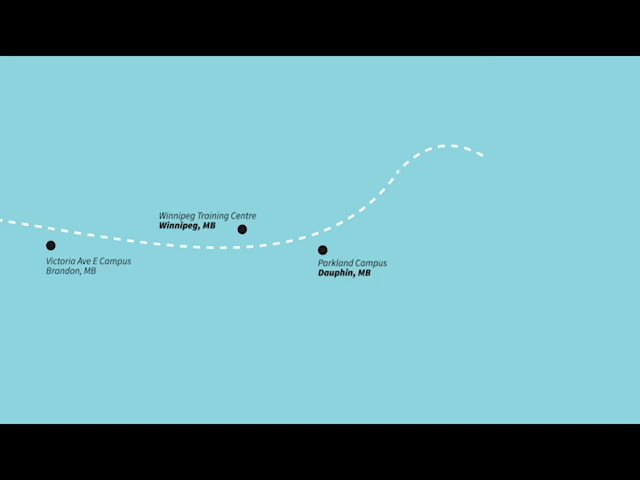 Winnipeg Training Centre
Winnipeg, MB
Victoria Ave E Campus
Brandon, MB
Parkland Campus
Dauphin, MB